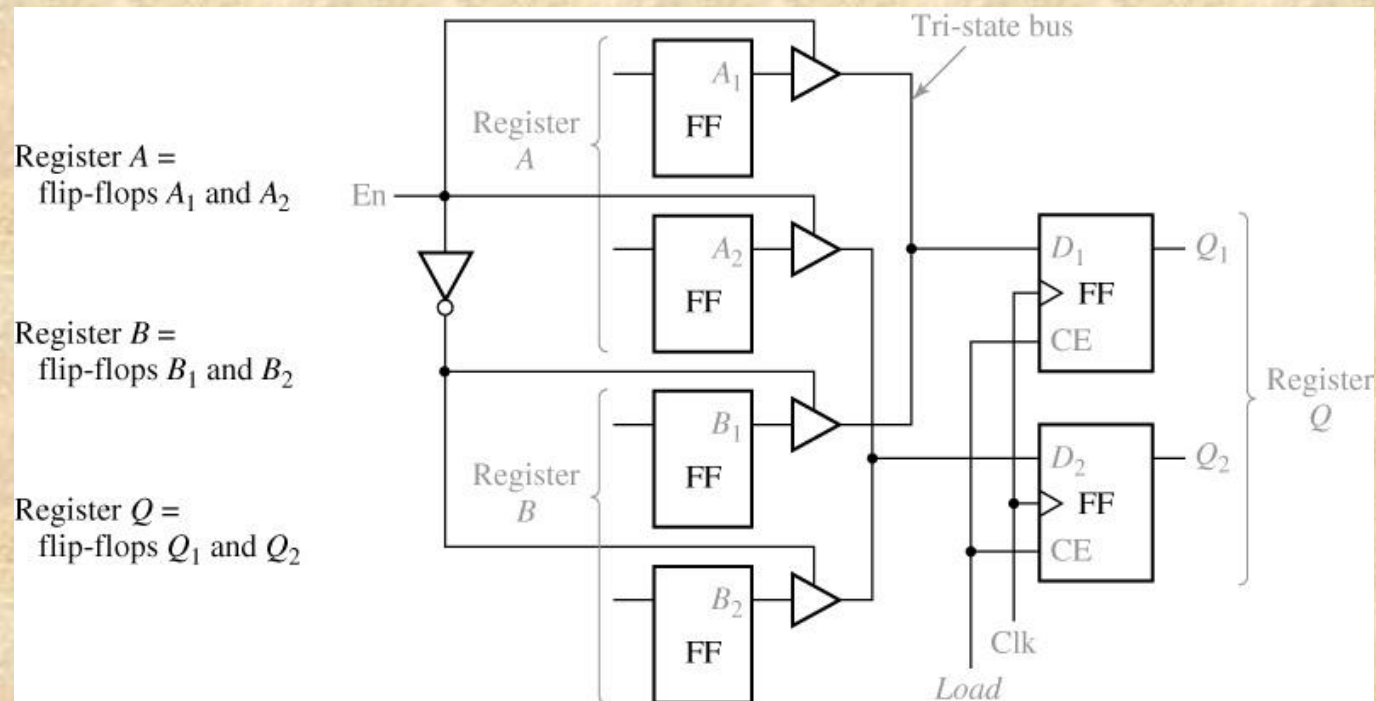 Tri-state bus
Register A =
flip-flops A₁ and A₂
Register B =
flip-flops B₁ and B₂
Register Q =
flip-flops Q₁ and Q₂
En
Register
A
A₁
FF
A₂
FF
Register
B
B₁
FF
B₂
FF
D₁
FF
CE
Q₁
D₂
FF
CE
Q₂
Register
Q
Clk
Load